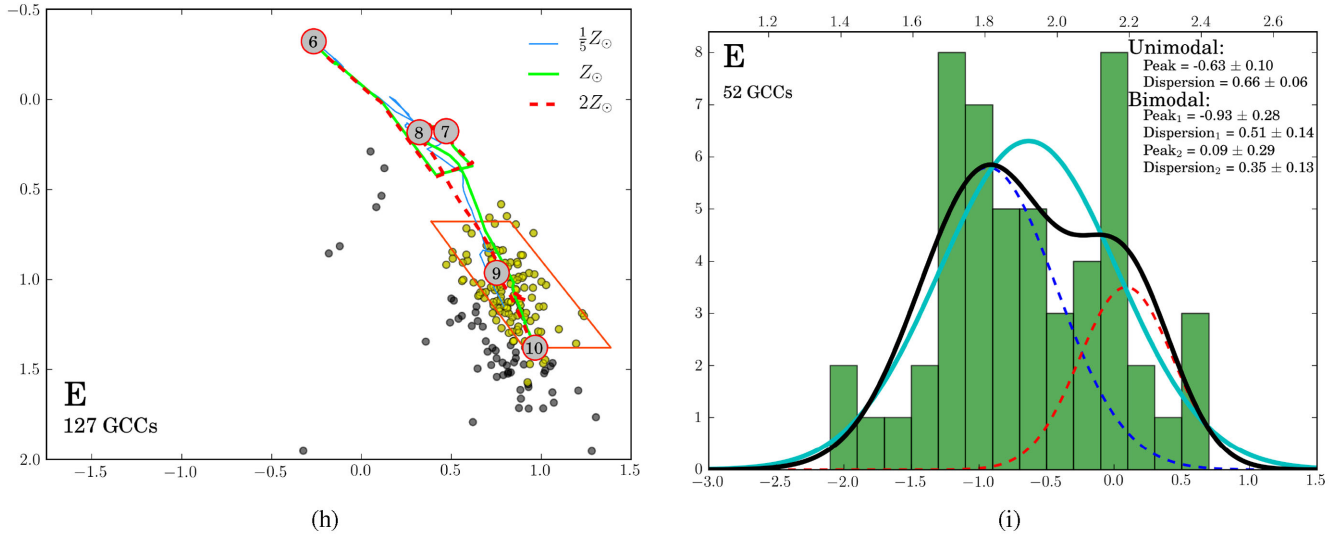 −0.5
0.0
0.5
1.0
1.5
2.0
−1.5
−1.0
−0.5
0.0
0.5
1.0
1.5
6
8
7
9
10
1/5 Z⊙
Z⊙
2Z⊙
E
127 GCCs
(h)
1.2
1.4
1.6
1.8
2.0
2.2
2.4
2.6
8
7
6
5
4
3
2
1
0
−3.0
−2.5
−2.0
−1.5
−1.0
−0.5
0.0
0.5
1.0
1.5
E
52 GCCs
Unimodal:
Peak = -0.63 ± 0.10
Dispersion = 0.66 ± 0.06
Bimodal:
Peak₁ = -0.93 ± 0.28
Dispersion₁ = 0.51 ± 0.14
Peak₂ = 0.09 ± 0.29
Dispersion₂ = 0.35 ± 0.13
(i)